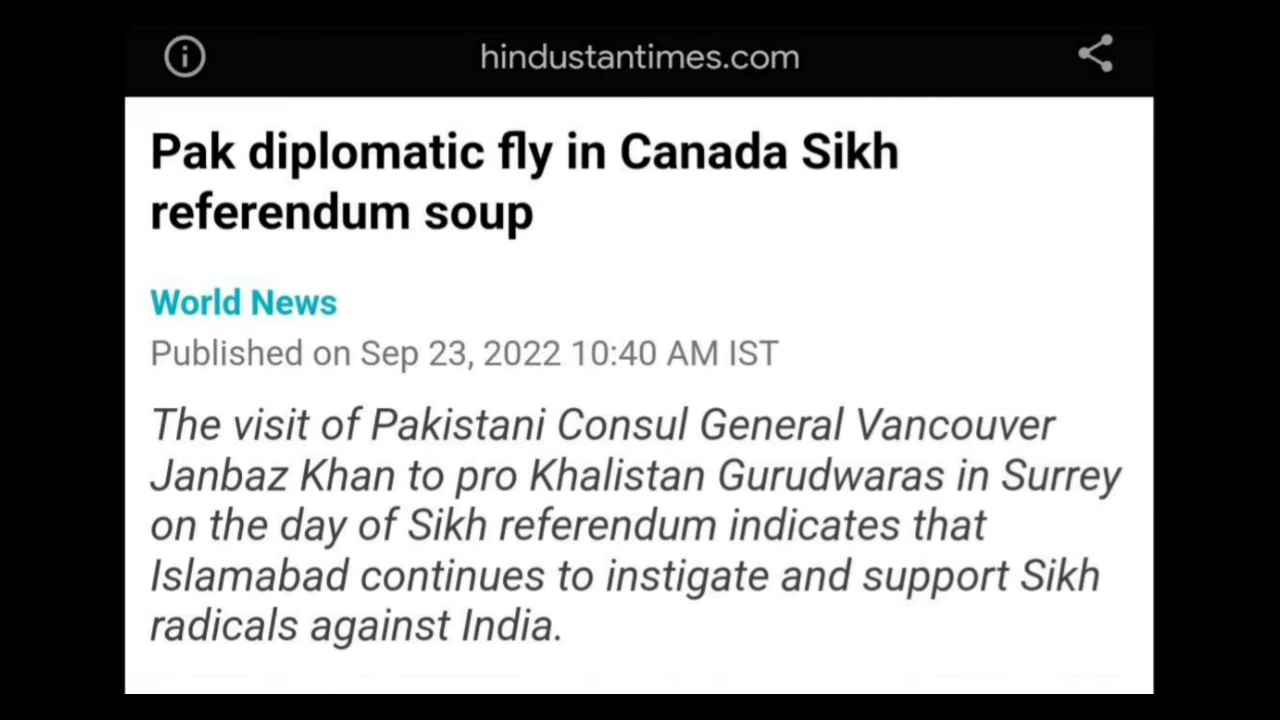 hindustantimes.com
Pak diplomatic fly in Canada Sikh
referendum soup
World News
Published on Sep 23, 2022 10:40 AM IST
The visit of Pakistani Consul General Vancouver
Janbaz Khan to pro Khalistan Gurudwaras in Surrey
on the day of Sikh referendum indicates that
Islamabad continues to instigate and support Sikh
radicals against India.